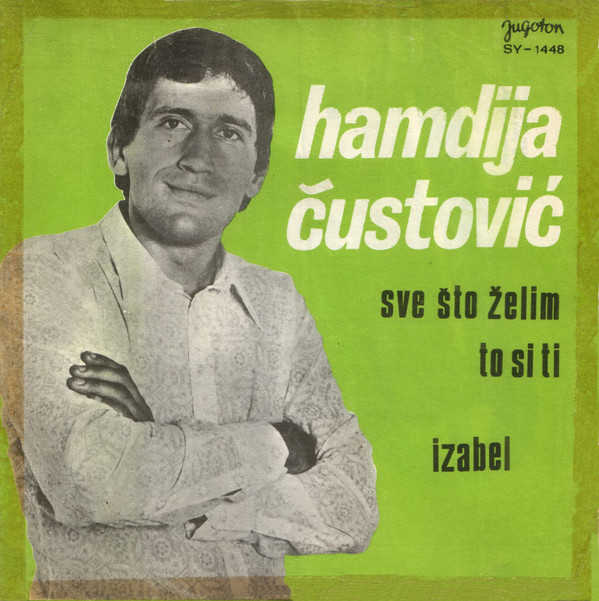 Jugoton
SY-1448
hamdija
čustović
sve što želim
to si ti
izabel